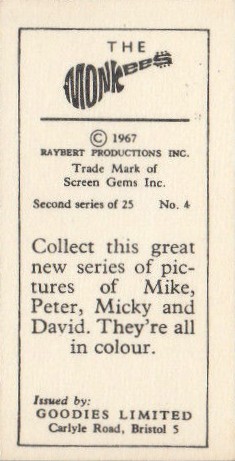 THE
MONKEES
© 1967
RAYBERT PRODUCTIONS INC.
Trade Mark of
Screen Gems Inc.
Second series of 25 No. 4
Collect this great
new series of pic-
tures of Mike,
Peter, Micky and
David. They're all
in colour.
Issued by:
GOODIES LIMITED
Carlyle Road, Bristol 5